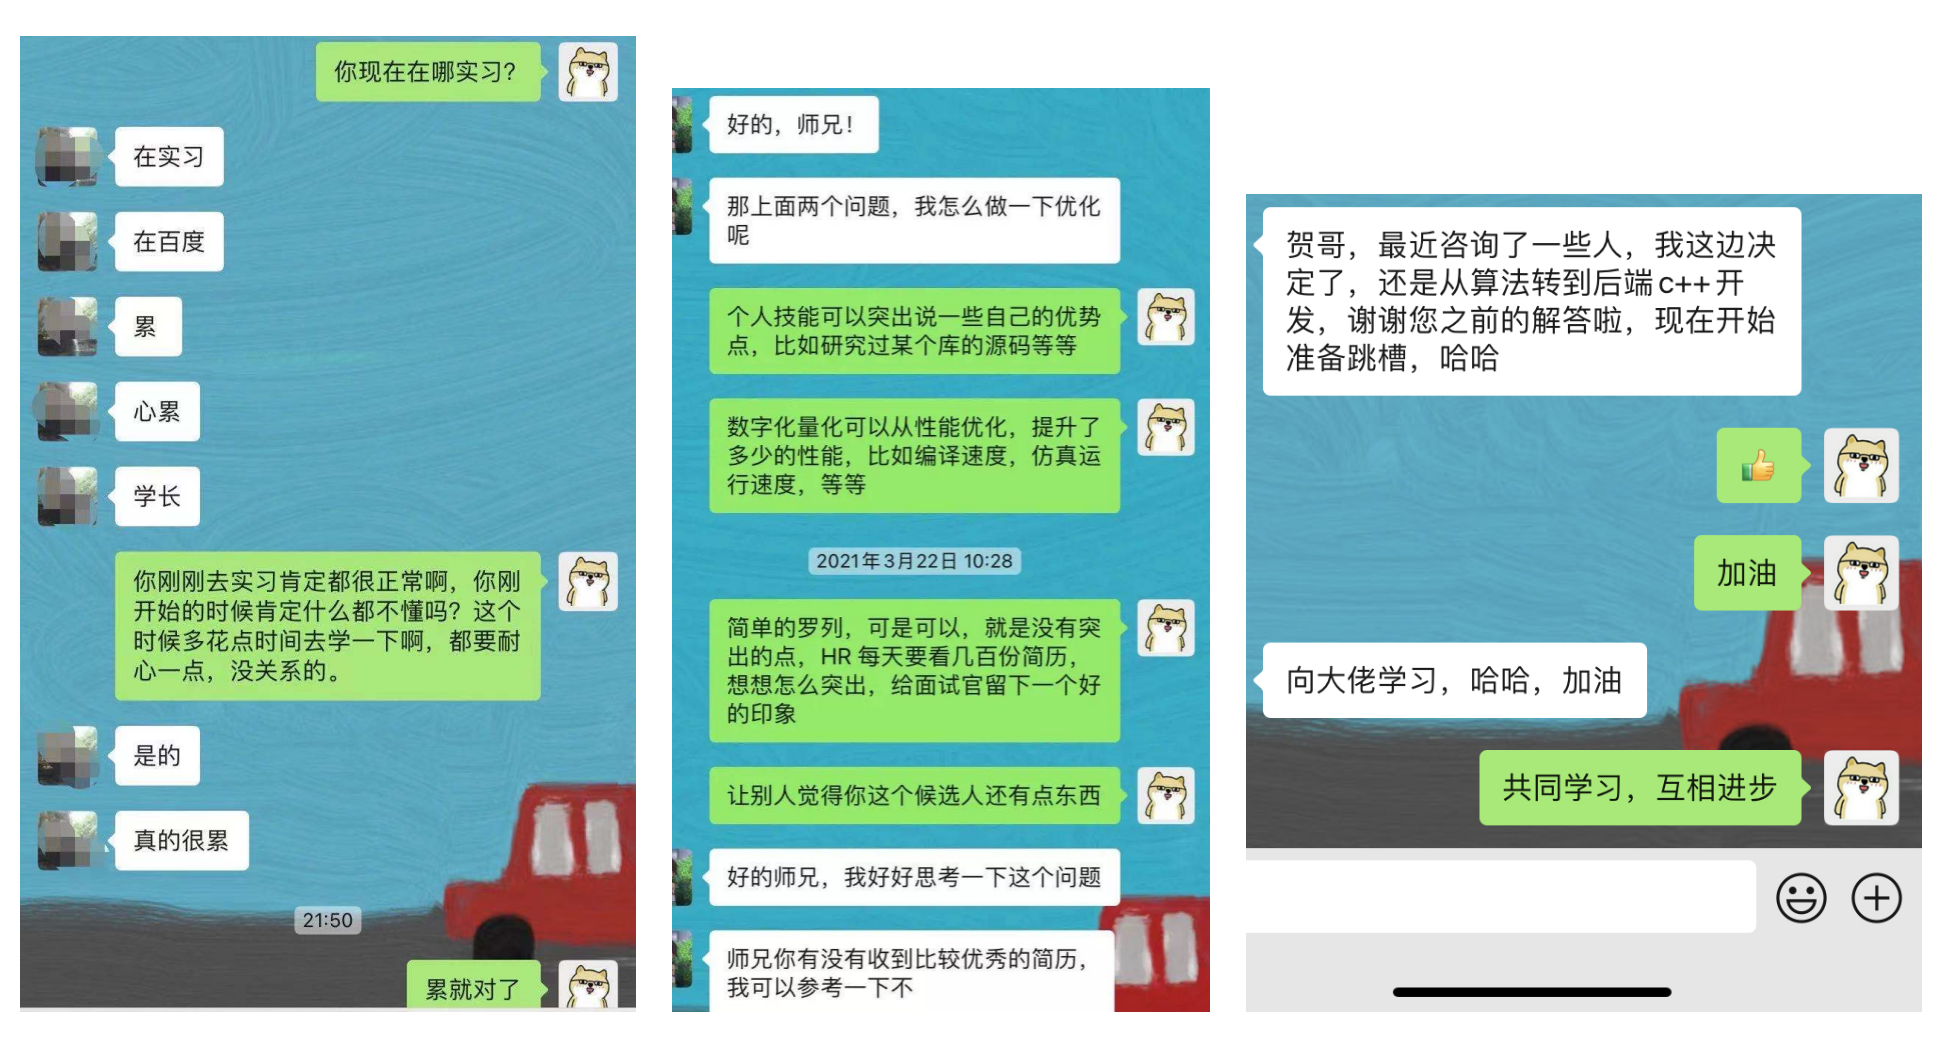 你现在在哪实习?
在实习
在百度
累
心累
学长
你刚刚去实习肯定都很正常啊，你刚
开始的时候肯定什么都不懂吗？这个
时候多花点时间去学一下啊，都要耐
心一点，没关系的。
是的
真的很累
21:50
累就对了
好的，师兄！
那上面两个问题，我怎么做一下优化
呢
个人技能可以突出说一些自己的优势
点，比如研究过某个库的源码等等
数字化量化可以从性能优化，提升了
多少的性能，比如编译速度，仿真运
行速度，等等
2021年3月22日 10:28
简单的罗列，可是可以，就是没有突
出的点，HR 每天要看几百份简历，
想想怎么突出，给面试官留下一个好
的印象
让别人觉得你这个候选人还有点东西
好的师兄，我好好思考一下这个问题
师兄你有没有收到比较优秀的简历，
我可以参考一下不
贺哥，最近咨询了一些人，我这边决
定了，还是从算法转到后端c++开
发，谢谢您之前的解答啦，现在开始
准备跳槽，哈哈
加油
向大佬学习，哈哈，加油
共同学习，互相进步